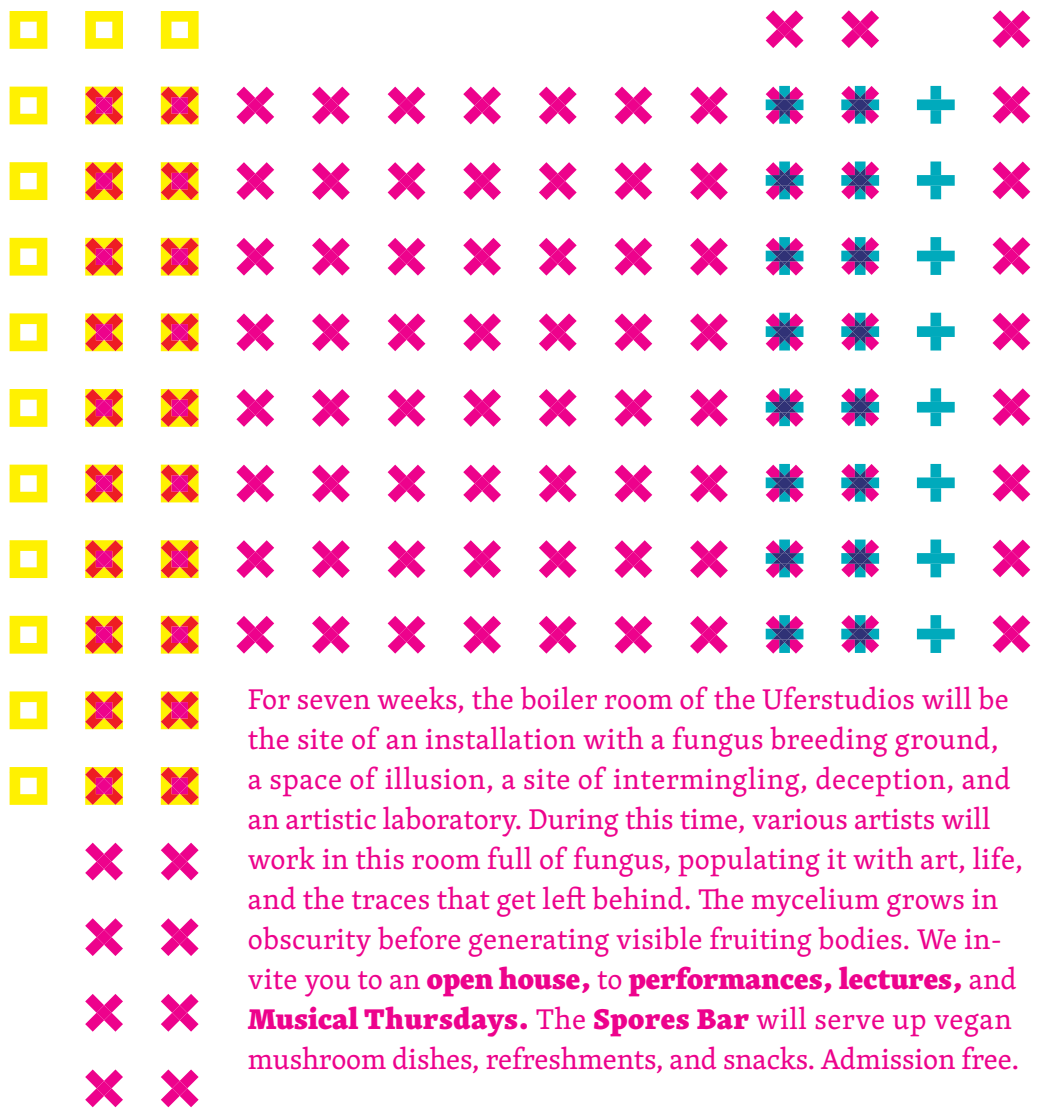 For seven weeks, the boiler room of the Uferstudios will be
the site of an installation with a fungus breeding ground,
a space of illusion, a site of intermingling, deception, and
an artistic laboratory. During this time, various artists will
work in this room full of fungus, populating it with art, life,
and the traces that get left behind. The mycelium grows in
obscurity before generating visible fruiting bodies. We in-
vite you to an open house, to performances, lectures, and
Musical Thursdays. The Spores Bar will serve up vegan
mushroom dishes, refreshments, and snacks. Admission free.